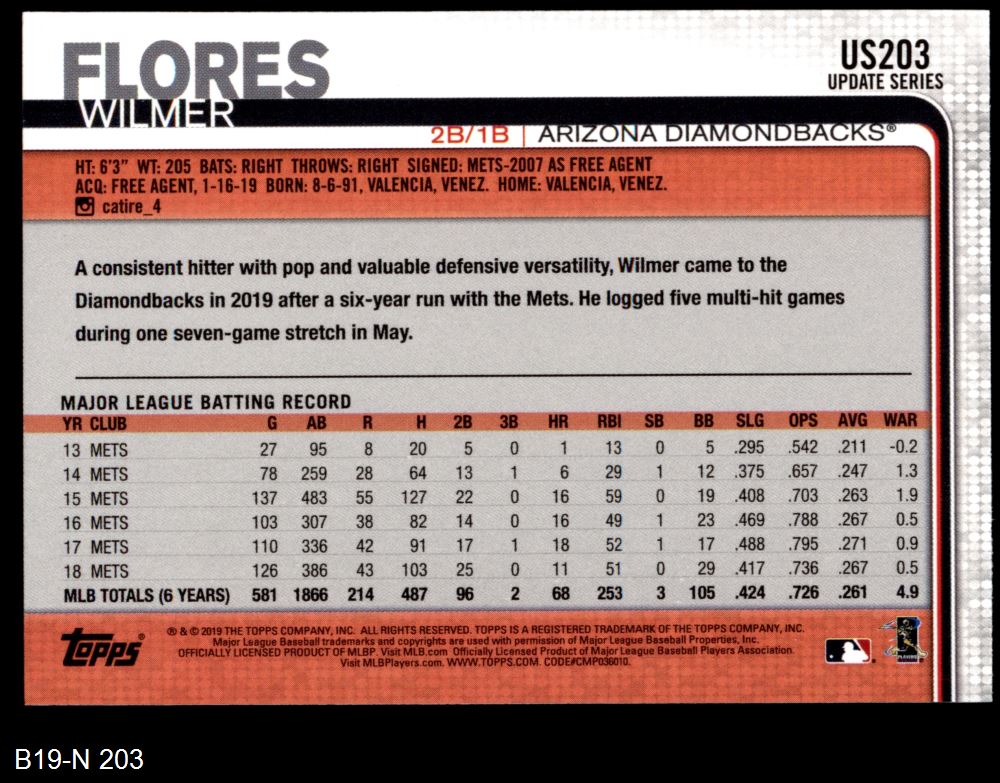 FLORES
WILMER
US203
UPDATE SERIES
2B/1B | ARIZONA DIAMONDBACKS®
HT: 6'3" WT: 205 BATS: RIGHT THROWS: RIGHT SIGNED: METS-2007 AS FREE AGENT
ACQ: FREE AGENT, 1-16-19 BORN: 8-6-91, VALENCIA, VENEZ. HOME: VALENCIA, VENEZ.
catire_4
A consistent hitter with pop and valuable defensive versatility, Wilmer came to the
Diamondbacks in 2019 after a six-year run with the Mets. He logged five multi-hit games
during one seven-game stretch in May.
MAJOR LEAGUE BATTING RECORD
YR CLUB G AB R H 2B 3B HR RBI SB BB SLG OPS AVG WAR
13 METS 27 95 8 20 5 0 1 13 0 5 .295 .542 .211 -0.2
14 METS 78 259 28 64 13 1 6 29 1 12 .375 .657 .247 1.3
15 METS 137 483 55 127 22 0 16 59 0 19 .408 .703 .263 1.9
16 METS 103 307 38 82 14 0 16 49 1 23 .469 .788 .267 0.5
17 METS 110 336 42 91 17 1 18 52 1 17 .488 .795 .271 0.9
18 METS 126 386 43 103 25 0 11 51 0 29 .417 .736 .267 0.5
MLB TOTALS (6 YEARS) 581 1866 214 487 96 2 68 253 3 105 .424 .726 .261 4.9
Topps®
® & © 2019 THE TOPPS COMPANY, INC. ALL RIGHTS RESERVED. TOPPS IS A REGISTERED TRADEMARK OF THE TOPPS COMPANY, INC.
Major League Baseball trademarks and copyrights are used with permission of Major League Baseball Properties, Inc.
OFFICIALLY LICENSED PRODUCT OF MLBP. Visit MLB.com Officially Licensed Product of Major League Baseball Players Association.
Visit MLBPlayers.com. WWW.TOPPS.COM. CODE#CMP036010.
PLAYERS
B19-N 203